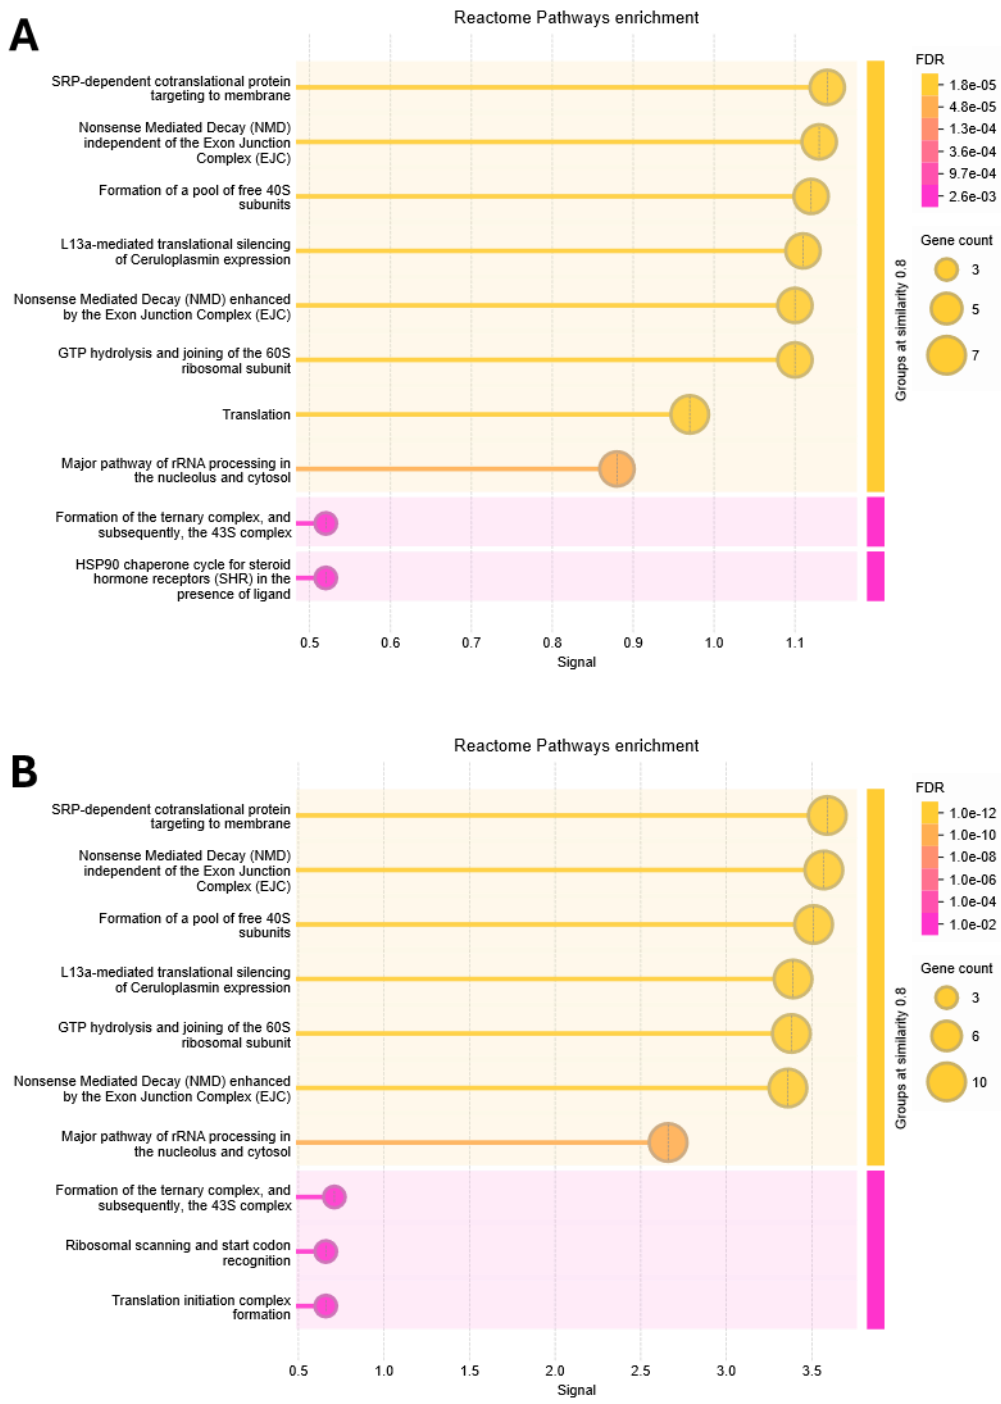 A
Reactome Pathways enrichment
SRP-dependent cotranslational protein
targeting to membrane
Nonsense Mediated Decay (NMD)
independent of the Exon Junction
Complex (EJC)
Formation of a pool of free 40S
subunits
L13a-mediated translational silencing
of Ceruloplasmin expression
Nonsense Mediated Decay (NMD) enhanced
by the Exon Junction Complex (EJC)
GTP hydrolysis and joining of the 60S
ribosomal subunit
Translation
Major pathway of rRNA processing in
the nucleolus and cytosol
Formation of the ternary complex, and
subsequently, the 43S complex
HSP90 chaperone cycle for steroid
hormone receptors (SHR) in the
presence of ligand
0.5 0.6 0.7 0.8 0.9 1.0 1.1
Signal
Groups at similarity 0.8
FDR
1.8e-05
4.8e-05
1.3e-04
3.6e-04
9.7e-04
2.6e-03
Gene count
3
5
7
B
Reactome Pathways enrichment
SRP-dependent cotranslational protein
targeting to membrane
Nonsense Mediated Decay (NMD)
independent of the Exon Junction
Complex (EJC)
Formation of a pool of free 40S
subunits
L13a-mediated translational silencing
of Ceruloplasmin expression
GTP hydrolysis and joining of the 60S
ribosomal subunit
Nonsense Mediated Decay (NMD) enhanced
by the Exon Junction Complex (EJC)
Major pathway of rRNA processing in
the nucleolus and cytosol
Formation of the ternary complex, and
subsequently, the 43S complex
Ribosomal scanning and start codon
recognition
Translation initiation complex
formation
0.5 1.0 1.5 2.0 2.5 3.0 3.5
Signal
Groups at similarity 0.8
FDR
1.0e-12
1.0e-10
1.0e-08
1.0e-06
1.0e-04
1.0e-02
Gene count
3
6
10